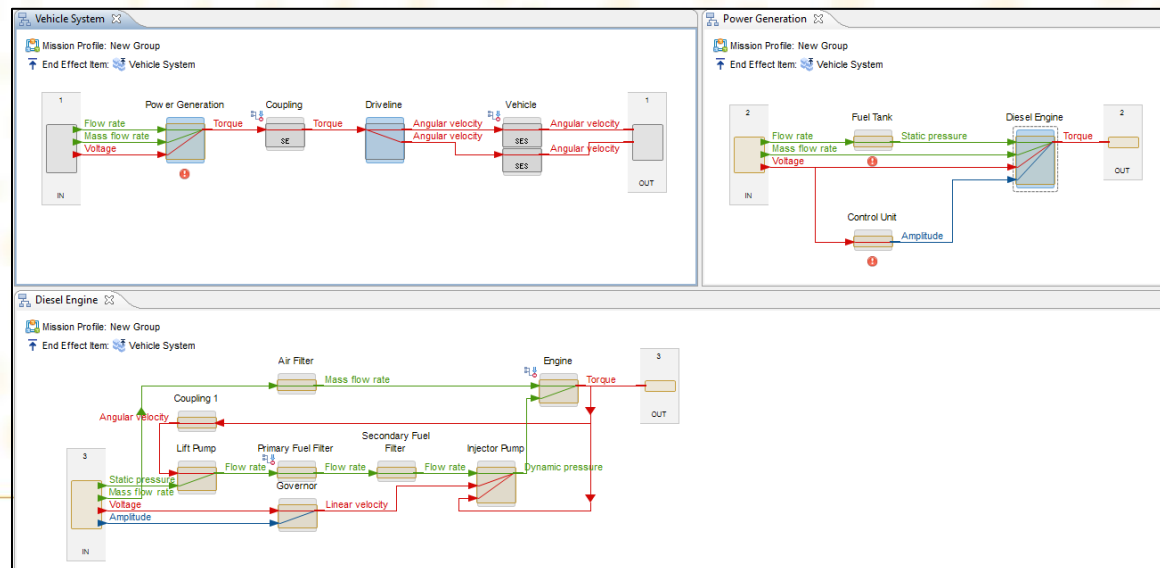 Vehicle System
Mission Profile: New Group
End Effect Item: Vehicle System
1
IN
Flow rate
Mass flow rate
Voltage
Power Generation
Torque
Coupling
SE
Torque
Driveline
Angular velocity
Angular velocity
Vehicle
SES
SES
Angular velocity
Angular velocity
1
OUT
Power Generation
Mission Profile: New Group
End Effect Item: Vehicle System
2
IN
Flow rate
Mass flow rate
Voltage
Fuel Tank
Static pressure
Control Unit
Amplitude
Diesel Engine
Torque
2
OUT
Diesel Engine
Mission Profile: New Group
End Effect Item: Vehicle System
Air Filter
Mass flow rate
Engine
Torque
3
OUT
Coupling 1
Angular velocity
Lift Pump
Flow rate
Primary Fuel Filter
Flow rate
Secondary Fuel
Filter
Flow rate
Injector Pump
Dynamic pressure
3
IN
Static pressure
Mass flow rate
Voltage
Amplitude
Governor
Linear velocity